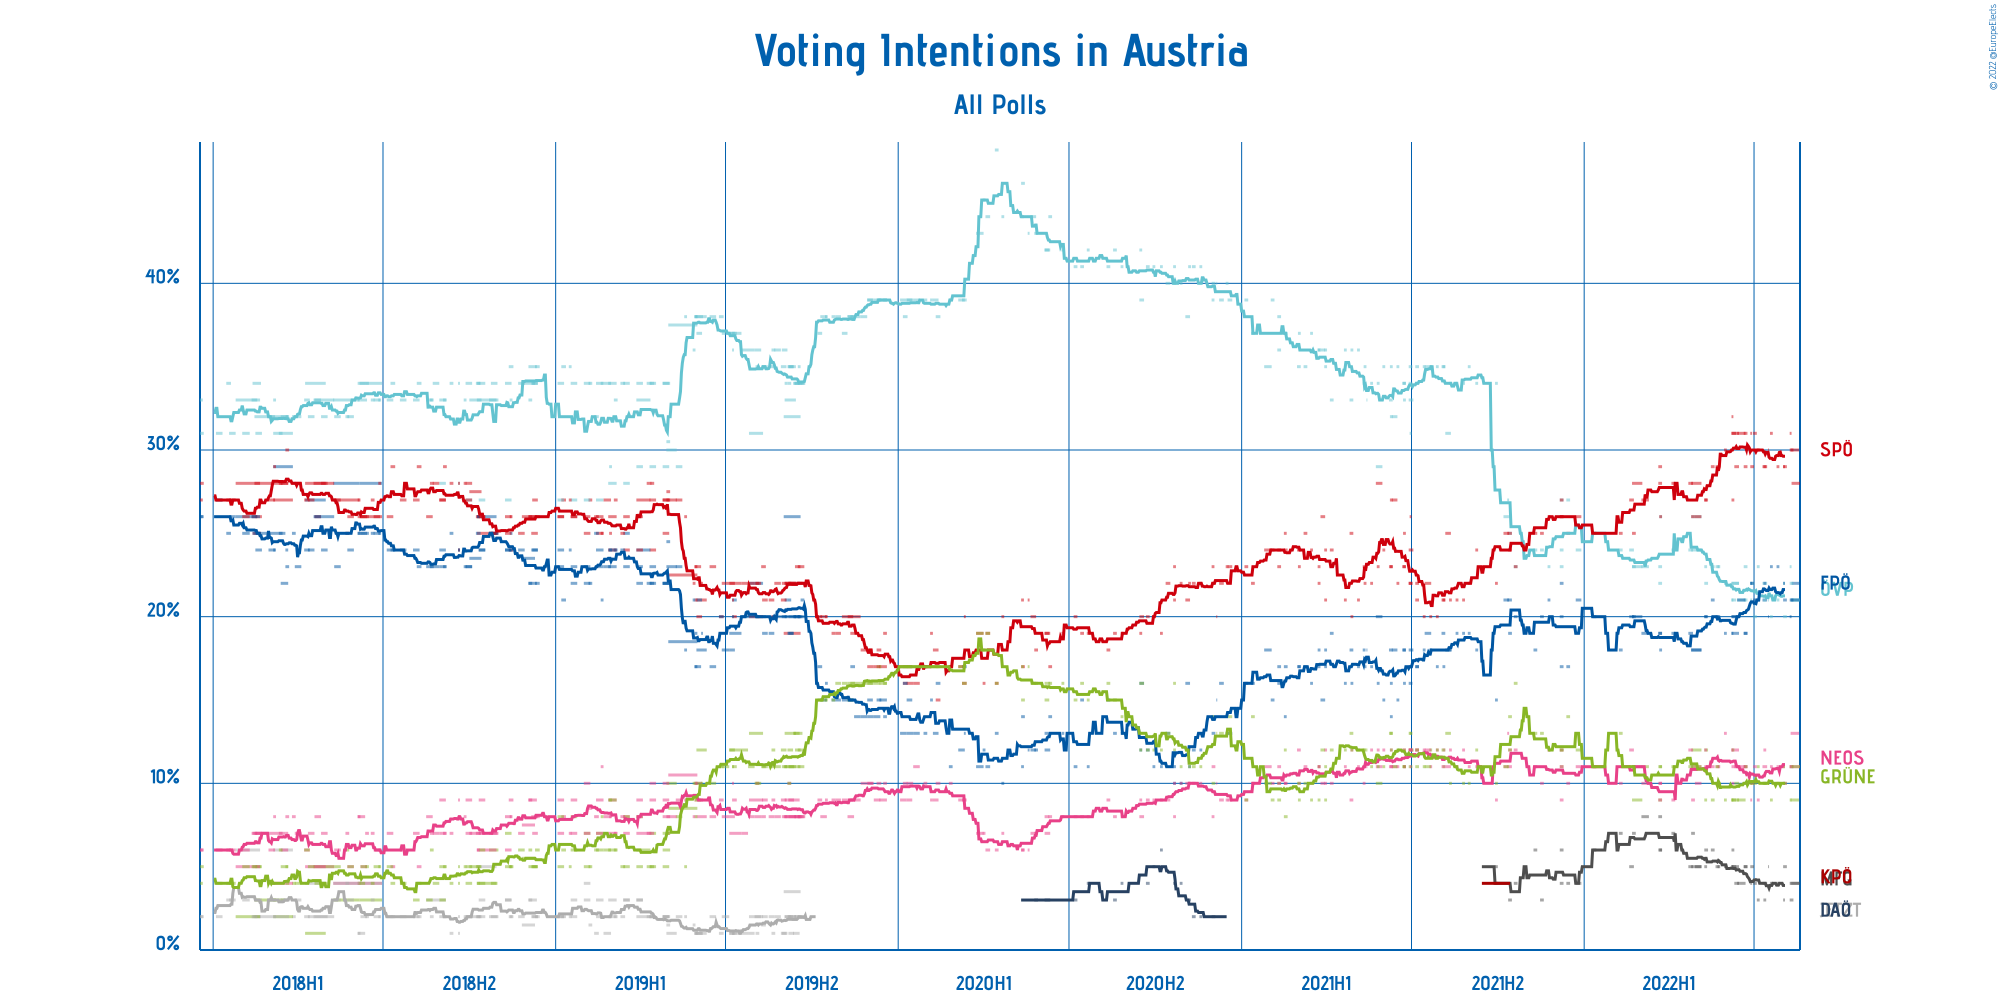 © 2022 @EuropeElects
Voting Intentions in Austria
All Polls
40%
30%
20%
10%
0%
SPÖ
FPÖ
ÖVP
NEOS
GRÜNE
KPÖ
MFG
DAÖ
2018H1
2018H2
2019H1
2019H2
2020H1
2020H2
2021H1
2021H2
2022H1